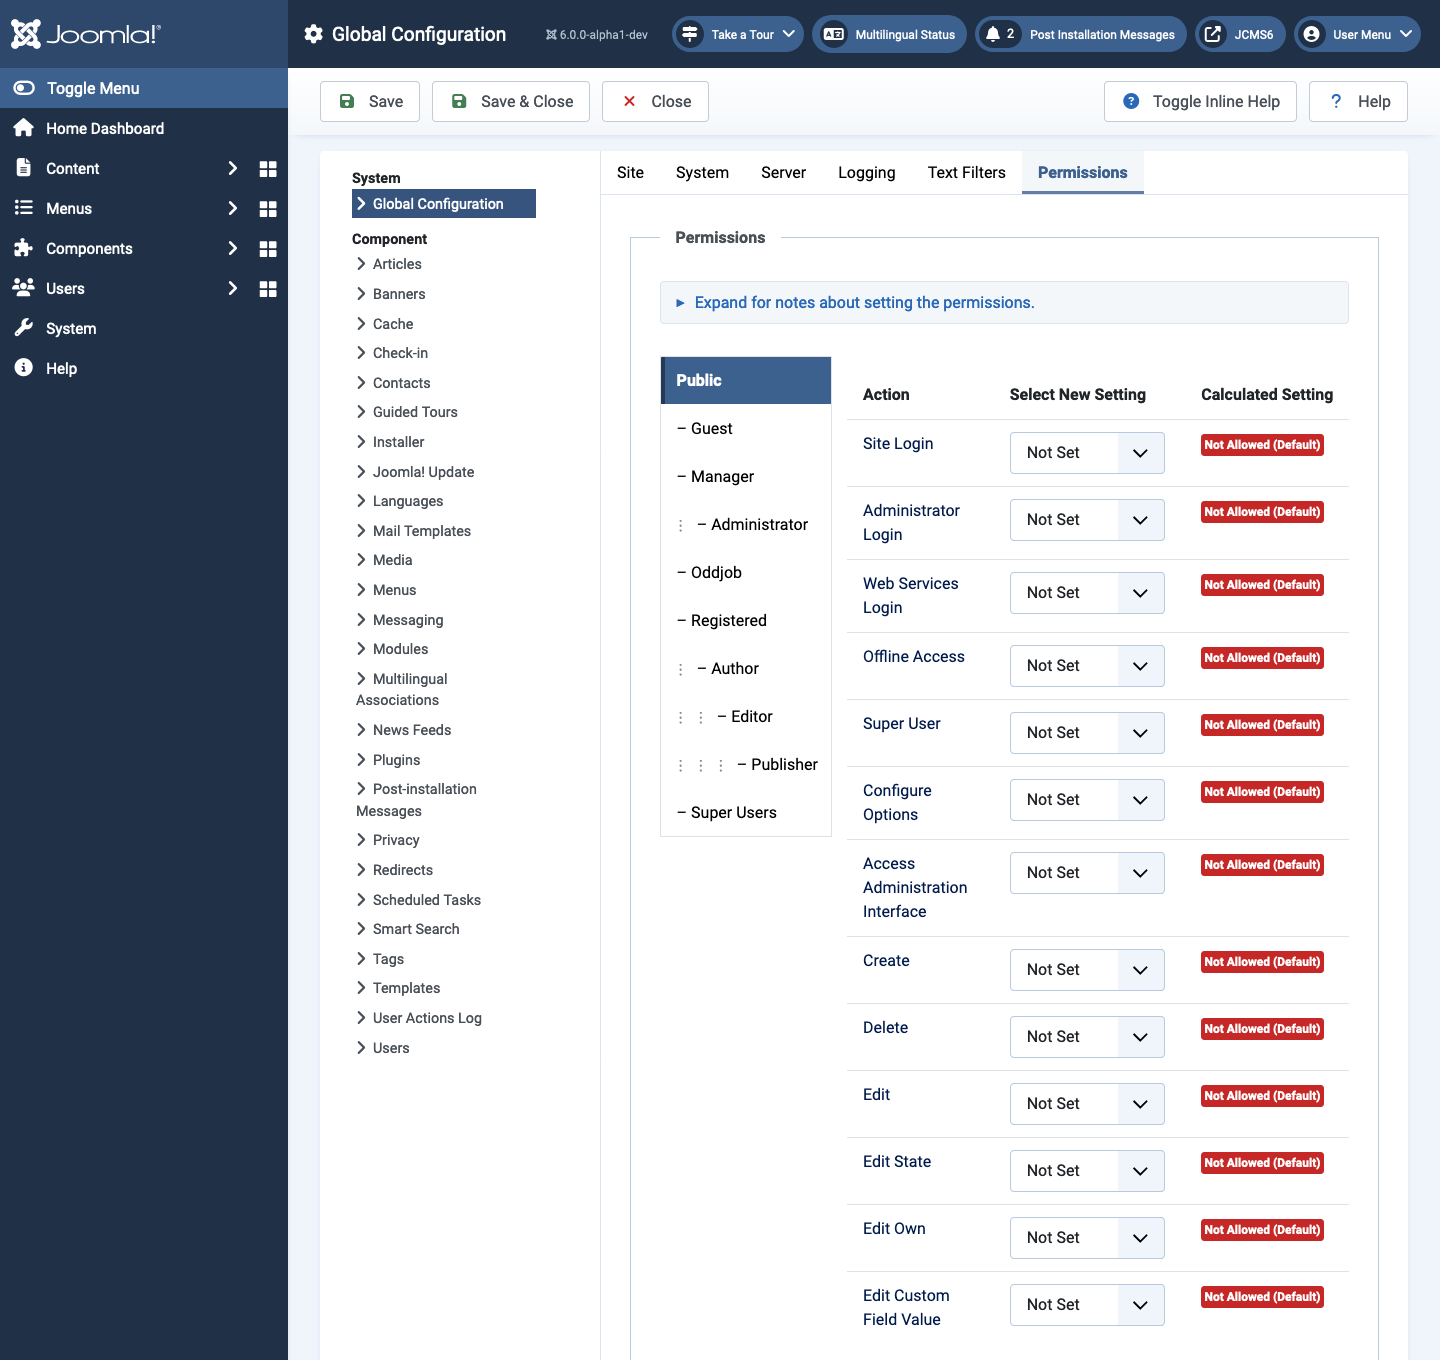 Joomla!®
Global Configuration
6.0.0-alpha1-dev
Take a Tour
Multilingual Status
2 Post Installation Messages
JCMS6
User Menu
Toggle Menu
Home Dashboard
Content
Menus
Components
Users
System
Help
Save
Save & Close
Close
Toggle Inline Help
Help
System
Global Configuration
Component
Articles
Banners
Cache
Check-in
Contacts
Guided Tours
Installer
Joomla! Update
Languages
Mail Templates
Media
Menus
Messaging
Modules
Multilingual
Associations
News Feeds
Plugins
Post-installation
Messages
Privacy
Redirects
Scheduled Tasks
Smart Search
Tags
Templates
User Actions Log
Users
Site System Server Logging Text Filters Permissions
Permissions
Expand for notes about setting the permissions.
Public
– Guest
– Manager
– Administrator
– Oddjob
– Registered
– Author
– Editor
– Publisher
– Super Users
Action Select New Setting Calculated Setting
Site Login Not Set Not Allowed (Default)
Administrator
Login
Not Set Not Allowed (Default)
Web Services
Login
Not Set Not Allowed (Default)
Offline Access Not Set Not Allowed (Default)
Super User Not Set Not Allowed (Default)
Configure
Options
Not Set Not Allowed (Default)
Access
Administration
Interface
Not Set Not Allowed (Default)
Create Not Set Not Allowed (Default)
Delete Not Set Not Allowed (Default)
Edit Not Set Not Allowed (Default)
Edit State Not Set Not Allowed (Default)
Edit Own Not Set Not Allowed (Default)
Edit Custom
Field Value
Not Set Not Allowed (Default)